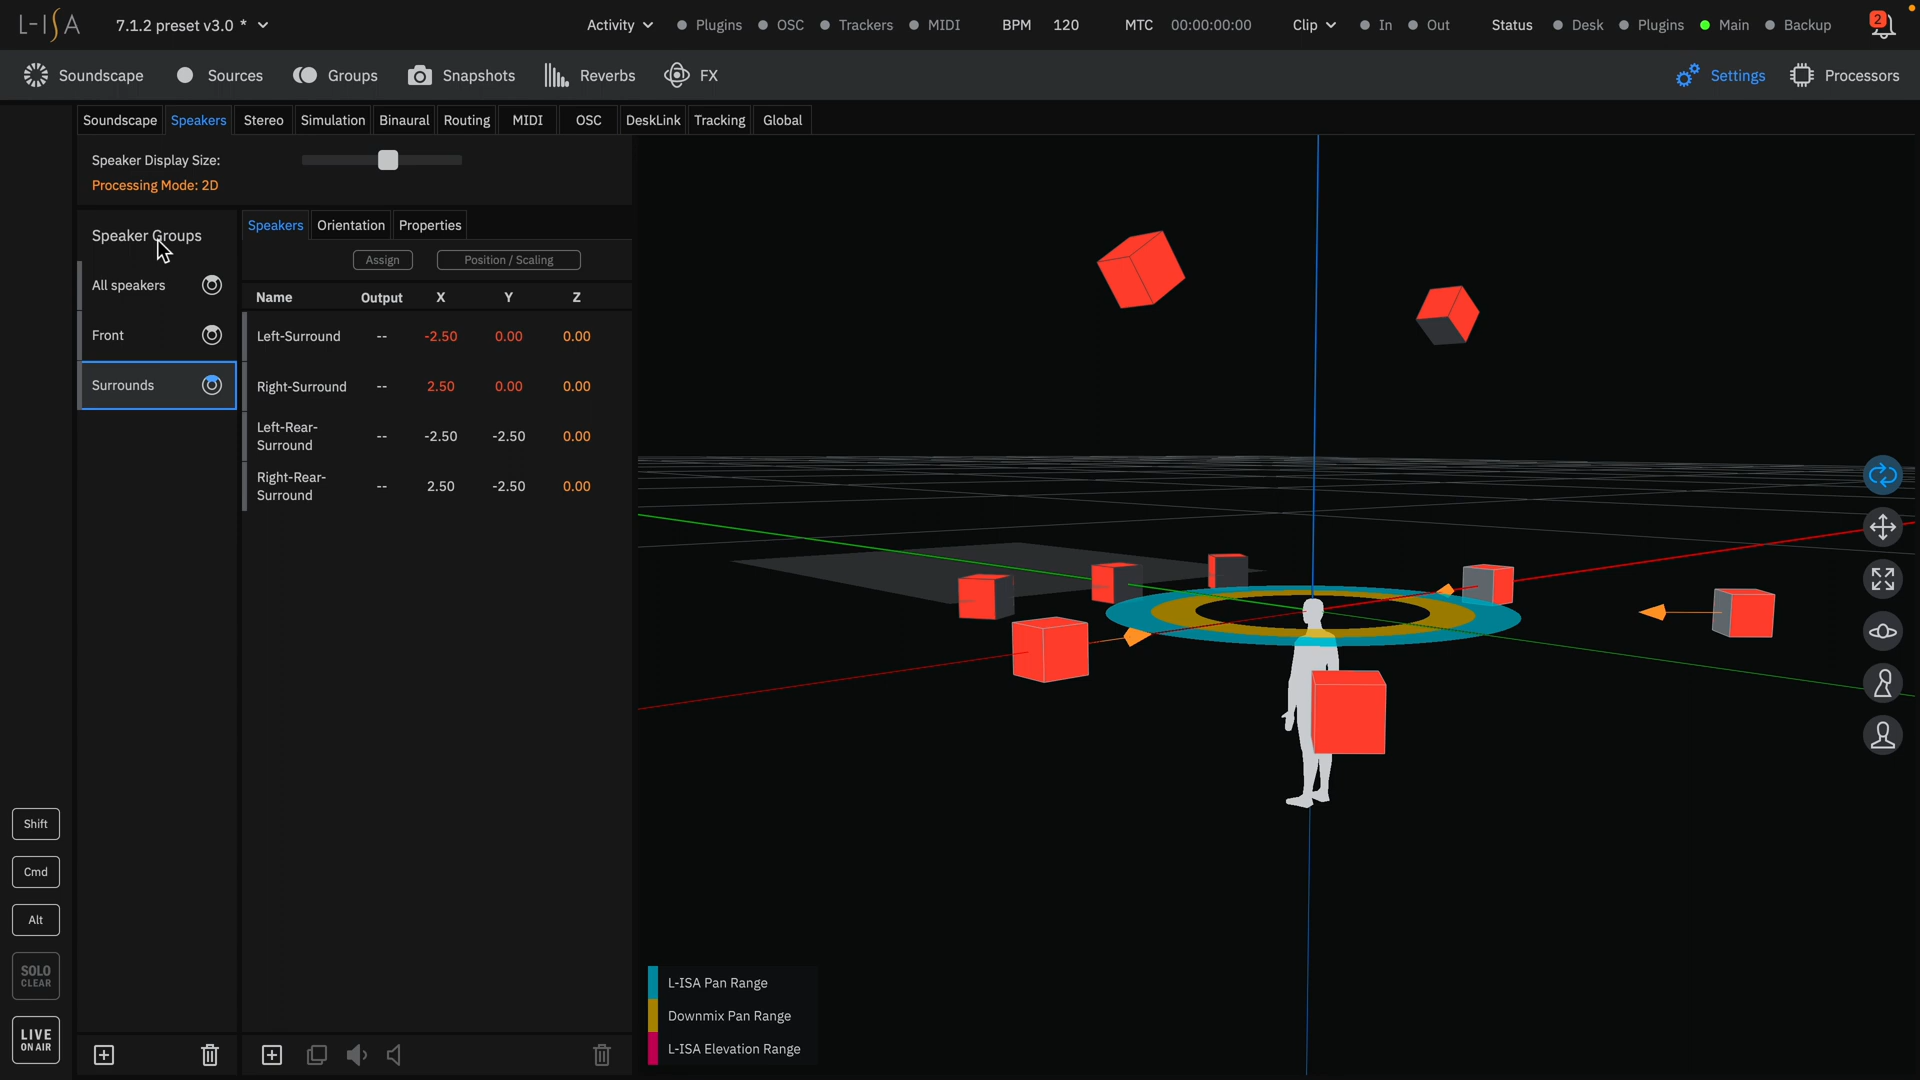 L-ISA 7.1.2 preset v3.0 * Activity Plugins OSC Trackers MIDI BPM 120 MTC 00:00:00:00 Clip In Out Status Desk Plugins Main Backup 2
Soundscape Sources Groups Snapshots Reverbs FX Settings Processors
Soundscape Speakers Stereo Simulation Binaural Routing MIDI OSC DeskLink Tracking Global
Speaker Display Size:
Processing Mode: 2D
Speaker Groups
All speakers
Front
Surrounds
Speakers Orientation Properties
Assign Position / Scaling
Name Output X Y Z
Left-Surround -- -2.50 0.00 0.00
Right-Surround -- 2.50 0.00 0.00
Left-Rear-
Surround -- -2.50 -2.50 0.00
Right-Rear-
Surround -- 2.50 -2.50 0.00
Shift
Cmd
Alt
SOLO
CLEAR
LIVE
ON AIR
L-ISA Pan Range
Downmix Pan Range
L-ISA Elevation Range